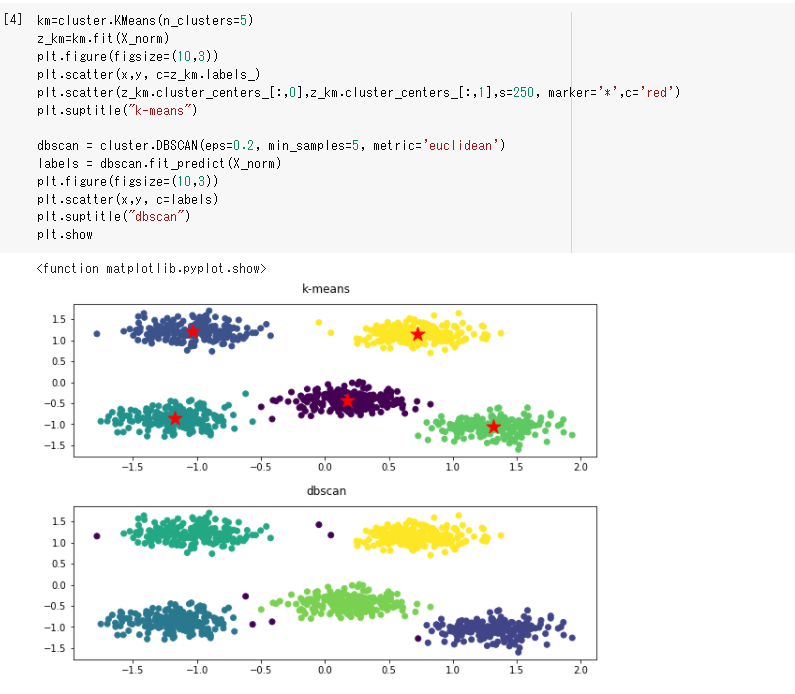 [4] km=cluster.KMeans(n_clusters=5)
z_km=km.fit(X_norm)
plt.figure(figsize=(10,3))
plt.scatter(x,y, c=z_km.labels_)
plt.scatter(z_km.cluster_centers_[:,0],z_km.cluster_centers_[:,1],s=250, marker='*',c='red')
plt.suptitle("k-means")
dbscan = cluster.DBSCAN(eps=0.2, min_samples=5, metric='euclidean')
labels = dbscan.fit_predict(X_norm)
plt.figure(figsize=(10,3))
plt.scatter(x,y, c=labels)
plt.suptitle("dbscan")
plt.show
<function matplotlib.pyplot.show>
k-means
1.5
1.0
0.5
0.0
−0.5
−1.0
−1.5
−1.5 −1.0 −0.5 0.0 0.5 1.0 1.5 2.0
dbscan
1.5
1.0
0.5
0.0
−0.5
−1.0
−1.5
−1.5 −1.0 −0.5 0.0 0.5 1.0 1.5 2.0